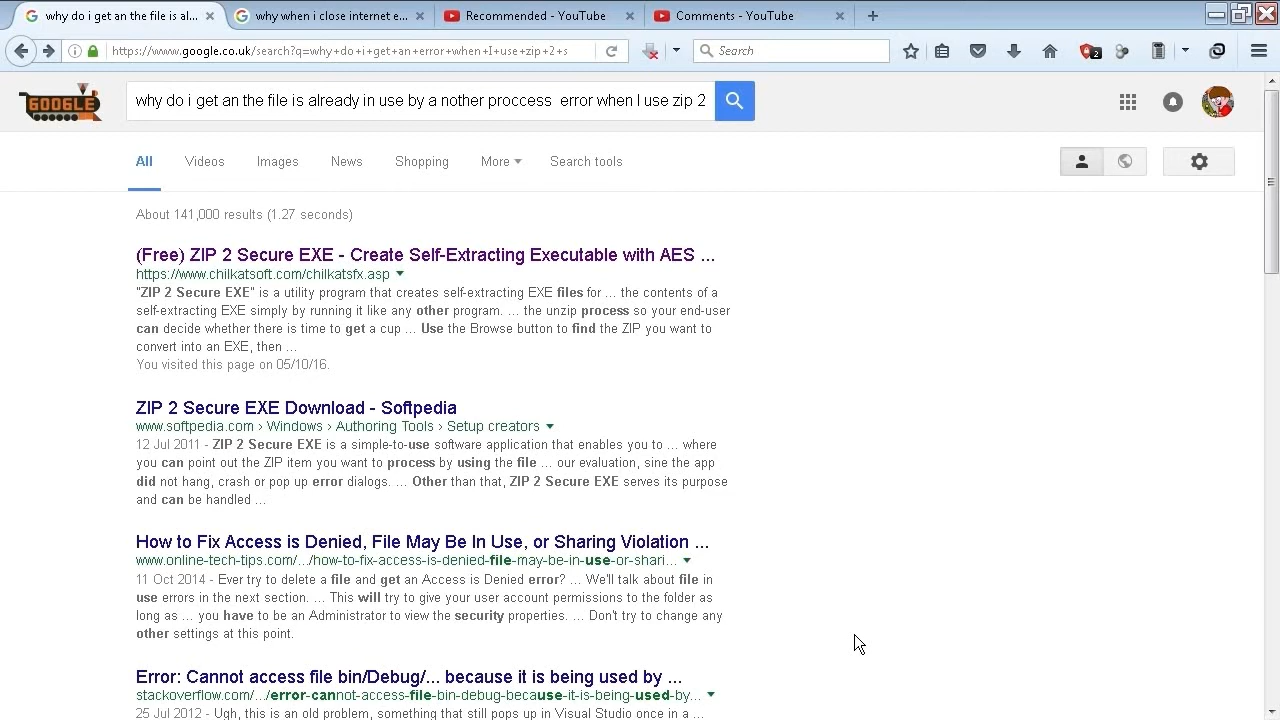 why do i get an the file is al...
why when i close internet e...
Recommended - YouTube
Comments - YouTube
https://www.google.co.uk/search?q=why+do+i+get+an+error+when+I+use+zip+2+s
Search
2
GOOGLE
why do i get an the file is already in use by a nother proccess error when I use zip 2
All
Videos
Images
News
Shopping
More
Search tools
About 141,000 results (1.27 seconds)
(Free) ZIP 2 Secure EXE - Create Self-Extracting Executable with AES ...
https://www.chilkatsoft.com/chilkatsfx.asp
"ZIP 2 Secure EXE" is a utility program that creates self-extracting EXE files for ... the contents of a
self-extracting EXE simply by running it like any other program. ... the unzip process so your end-user
can decide whether there is time to get a cup ... Use the Browse button to find the ZIP you want to
convert into an EXE, then ...
You visited this page on 05/10/16.
ZIP 2 Secure EXE Download - Softpedia
www.softpedia.com › Windows › Authoring Tools › Setup creators
12 Jul 2011 - ZIP 2 Secure EXE is a simple-to-use software application that enables you to ... where
you can point out the ZIP item you want to process by using the file ... our evaluation, sine the app
did not hang, crash or pop up error dialogs. ... Other than that, ZIP 2 Secure EXE serves its purpose
and can be handled ...
How to Fix Access is Denied, File May Be In Use, or Sharing Violation ...
www.online-tech-tips.com/.../how-to-fix-access-is-denied-file-may-be-in-use-or-shari...
11 Oct 2014 - Ever try to delete a file and get an Access is Denied error? ... We'll talk about file in
use errors in the next section. ... This will try to give your user account permissions to the folder as
long as ... you have to be an Administrator to view the security properties. ... Don't try to change any
other settings at this point.
Error: Cannot access file bin/Debug/... because it is being used by ...
stackoverflow.com/.../error-cannot-access-file-bin-debug-because-it-is-being-used-by...
25 Jul 2012 - Ugh, this is an old problem, something that still pops up in Visual Studio once in a ...